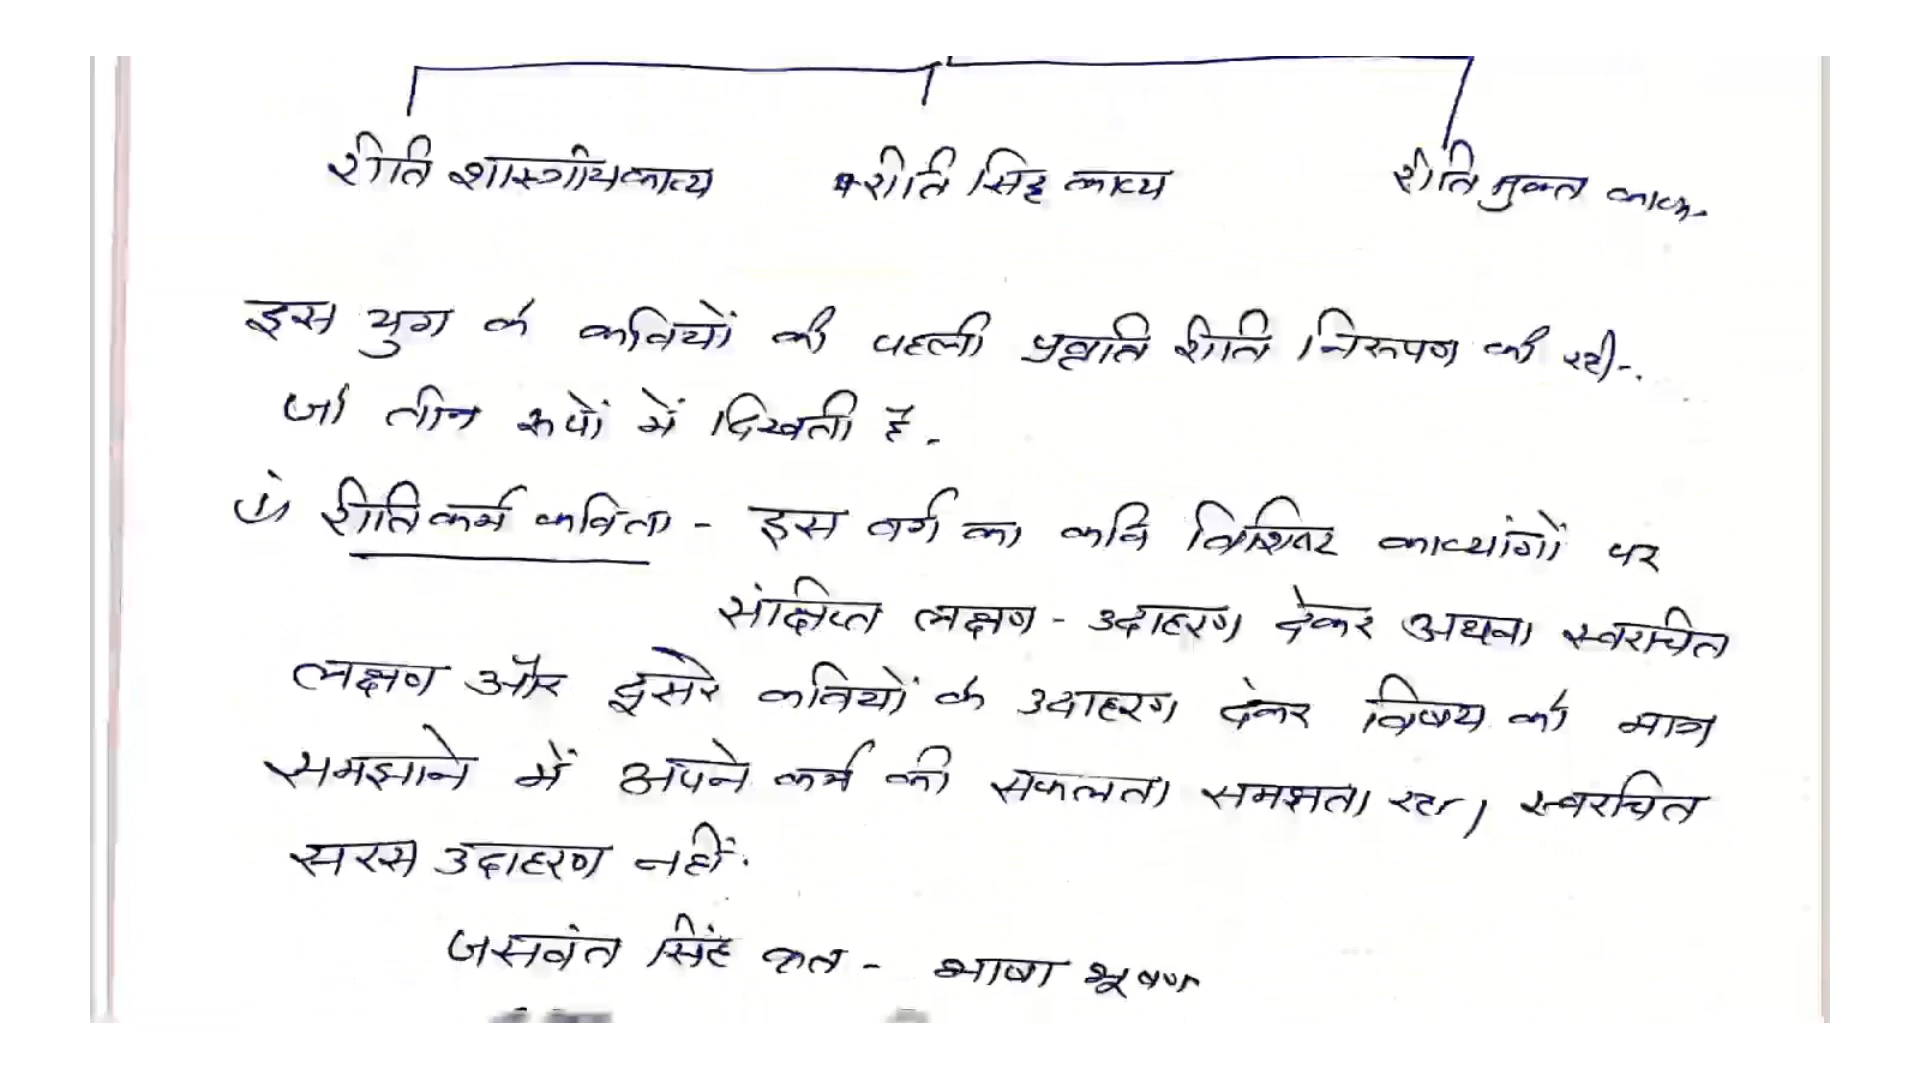 रीति शास्त्रीय काव्य रीति सिद्ध काव्य रीति मुक्त काव्य
इस युग के कवियों की पहली प्रवृति रीति निरूपण की रही-.
जो तीन रूपों में दिखती है.
1) रीति कर्म कविता - इस वर्ग का कवि विशिष्ट काव्यांगों पर
संक्षिप्त लक्षण - उदाहरण देकर अथवा स्वरचित
लक्षण और दूसरे कवियों के उदाहरण देकर विषय को मात्र
समझाने में अपने कर्म की सफलता समझता रहा, स्वरचित
सरस उदाहरण नहीं.
जसवंत सिंह कृत - भाषा भूषण